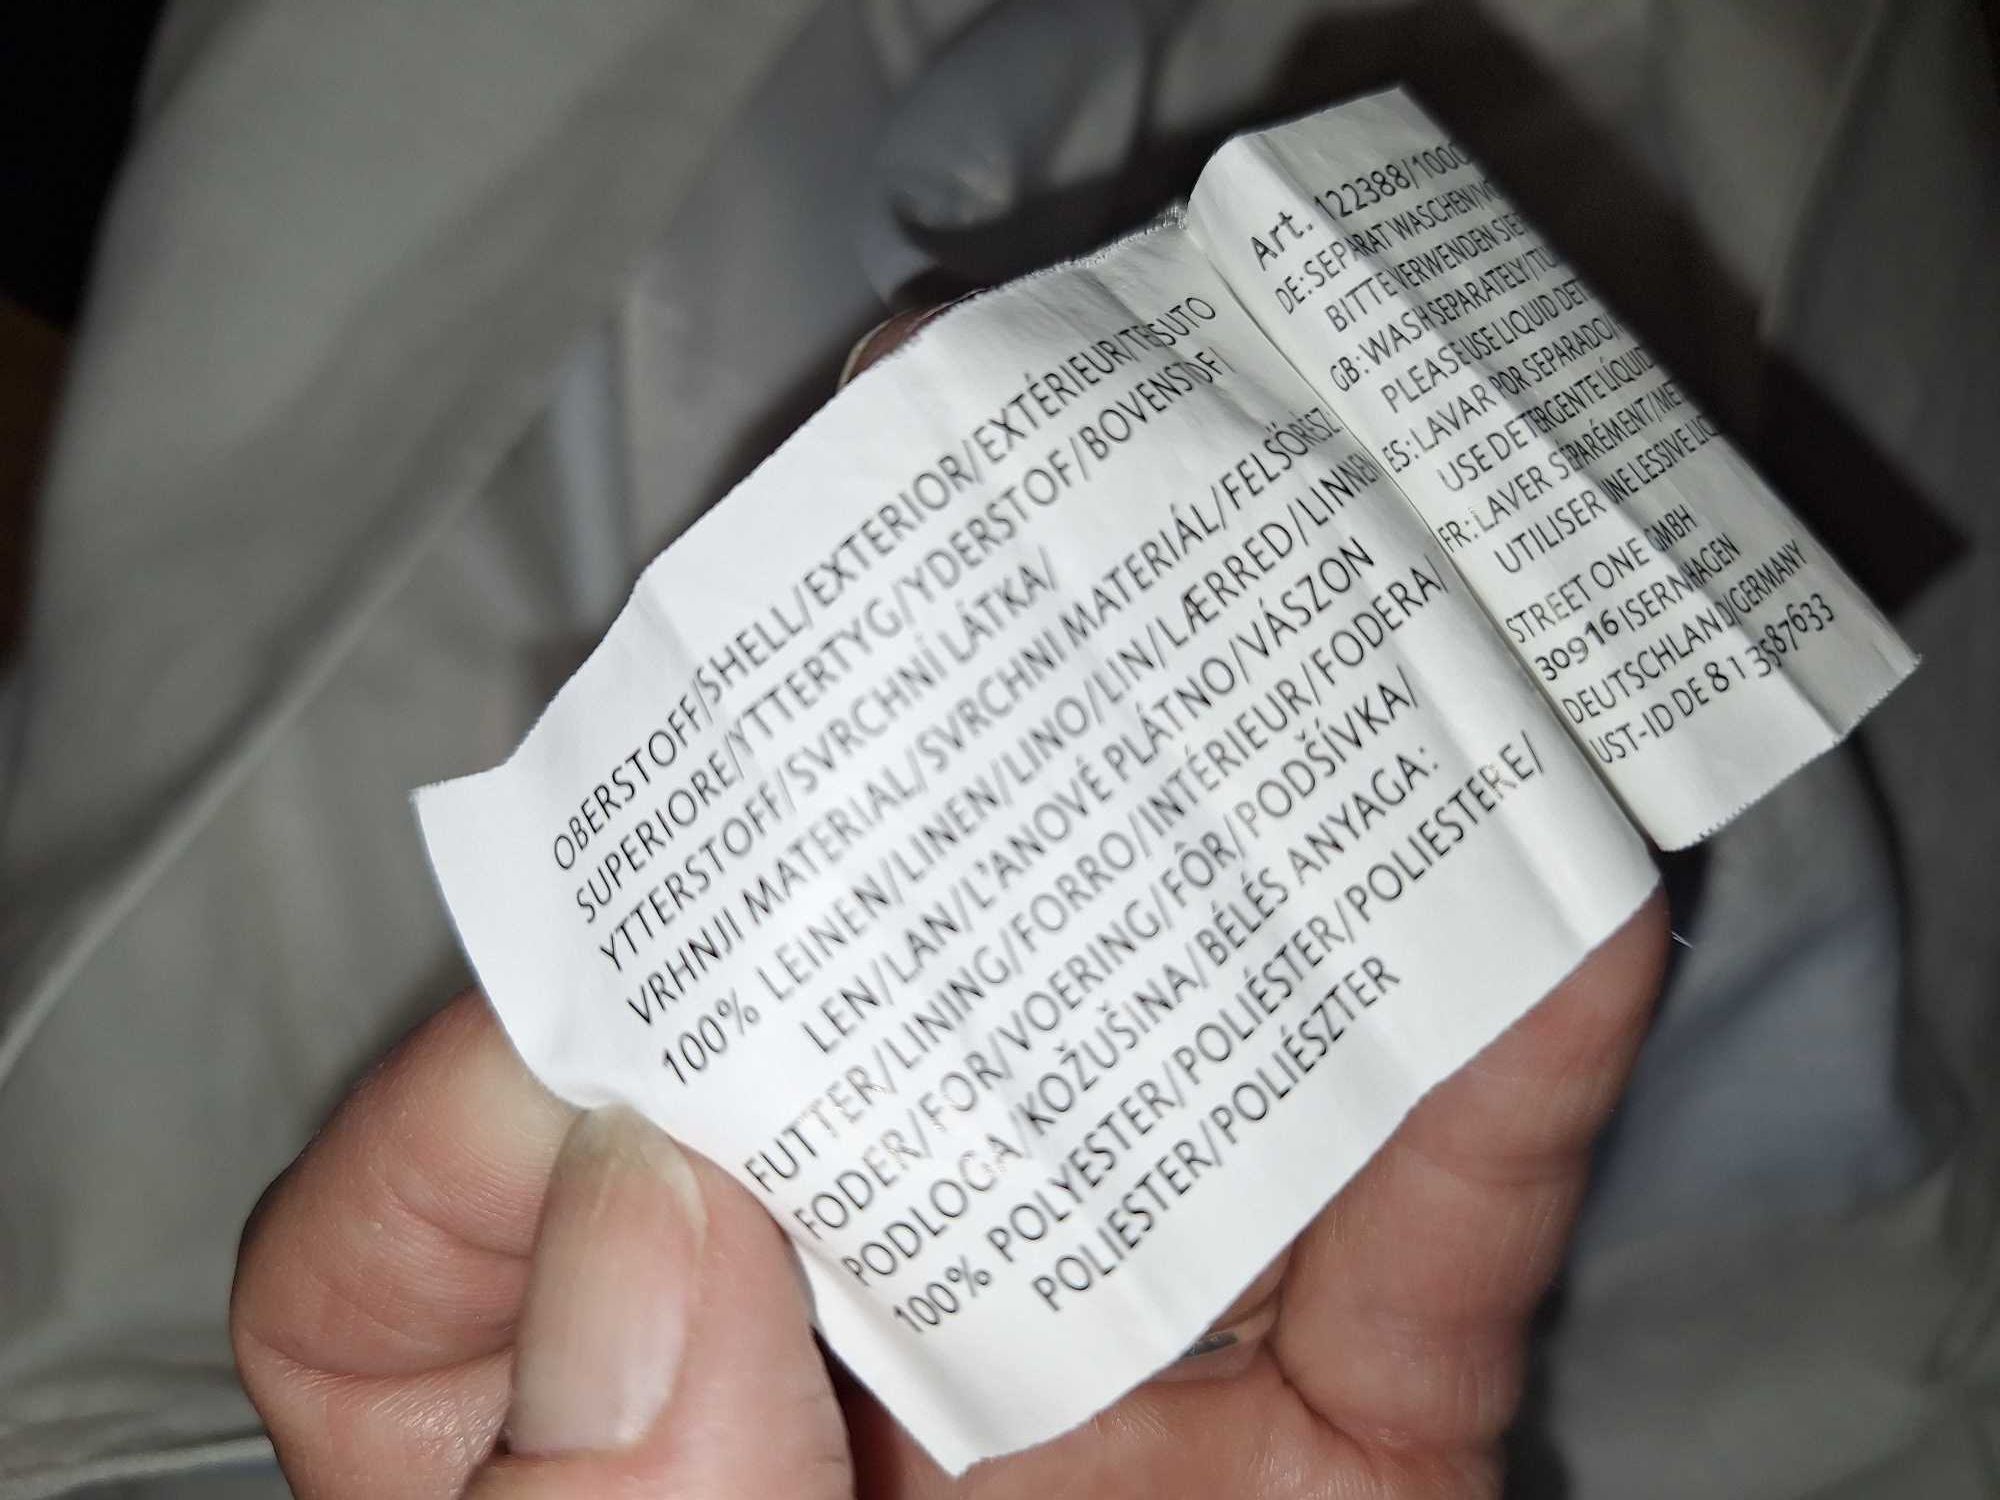 OBERSTOFF/SHELL/EXTERIOR/EXTÉRIEUR/TESSUTO
SUPERIORE/YTTERTYG/YDERSTOF/BOVENSTOF/
YTTERSTOFF/SVRCHNÍ LÁTKA/
VRHNJI MATERIAL/SVRCHNI MATERIÁL/FELSŐRÉSZ
100% LEINEN/LINEN/LINO/LIN/LÆRRED/LINNEN
LEN/LAN/L'ANOVÉ PLÁTNO/VÁSZON
FUTTER/LINING/FORRO/INTÉRIEUR/FODERA/
FODER/FOR/VOERING/FÔR/PODŠÍVKA/
PODLOGA/KOŽUŠINA/BÉLÉS ANYAGA:
100% POLYESTER/POLIÉSTER/POLIESTERE/
POLIESTER/POLIÉSZTER
Art. 122388/1000
DE:SEPARAT WASCHEN/
BITTE VERWENDEN SIE
GB:WASH SEPARATELY/
PLEASE USE LIQUID
ES:LAVAR POR SEPARADO/
USE DETERGENTE
FR:LAVER SÉPARÉMENT/
UTILISER UNE LESSIVE
STREET ONE GMBH
30916 ISERNHAGEN
DEUTSCHLAND/GERMANY
UST-ID DE 813587633